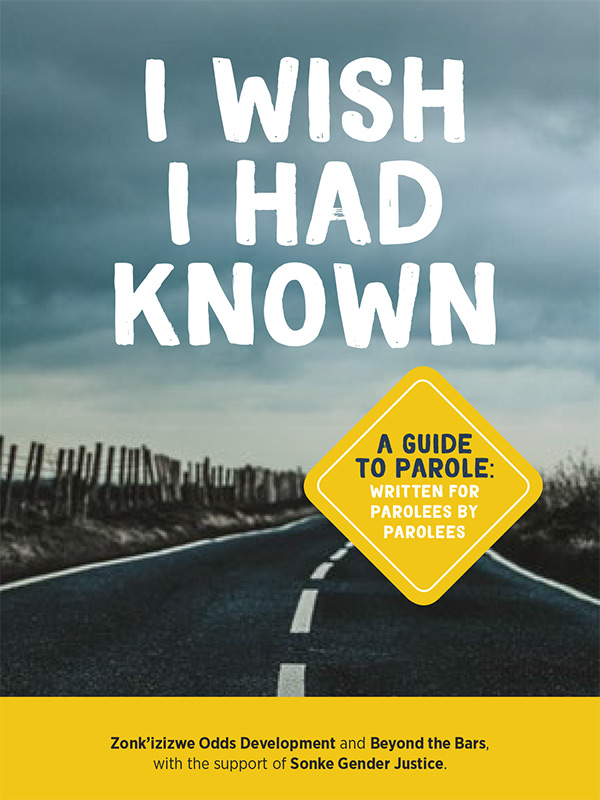 I WISH
I HAD
KNOWN
A GUIDE
TO PAROLE:
WRITTEN FOR
PAROLEES BY
PAROLEES
Zonk’izizwe Odds Development and Beyond the Bars,
with the support of Sonke Gender Justice.